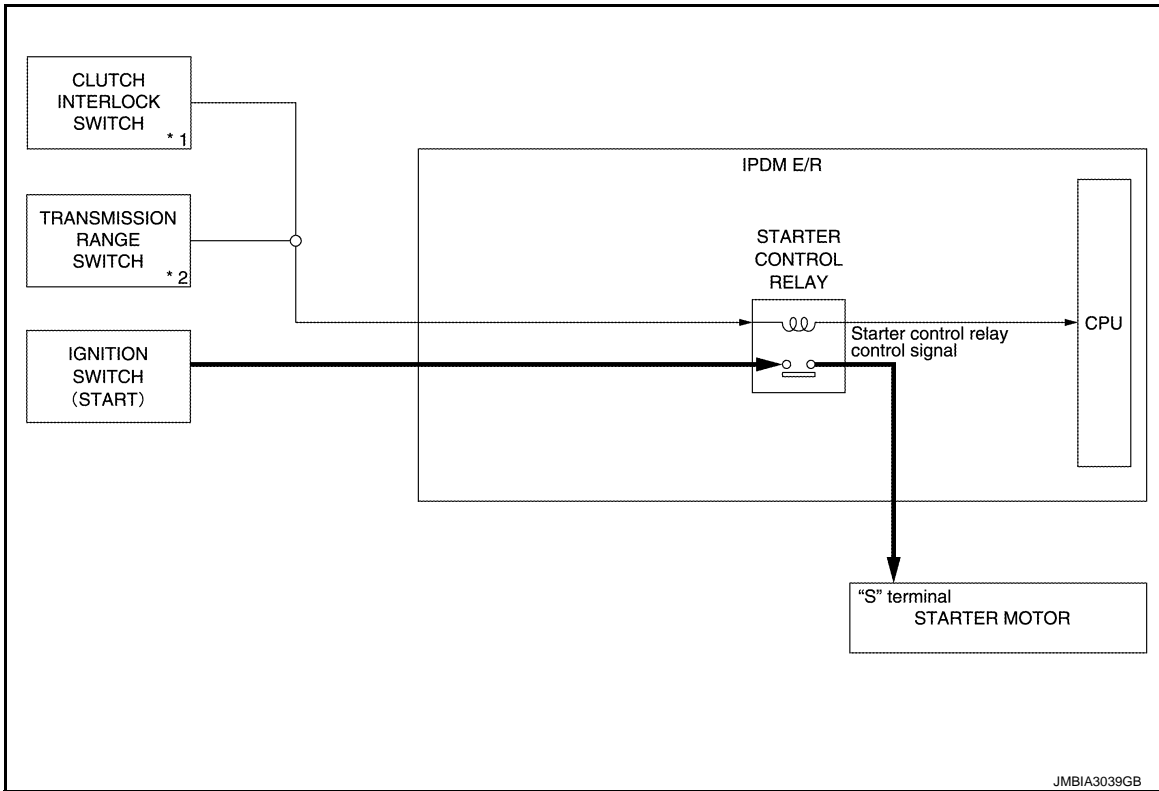 CLUTCH
INTERLOCK
SWITCH
* 1
TRANSMISSION
RANGE
SWITCH
* 2
IGNITION
SWITCH
(START)
IPDM E/R
STARTER
CONTROL
RELAY
Starter control relay
control signal
CPU
“S” terminal
STARTER MOTOR
JMBIA3039GB